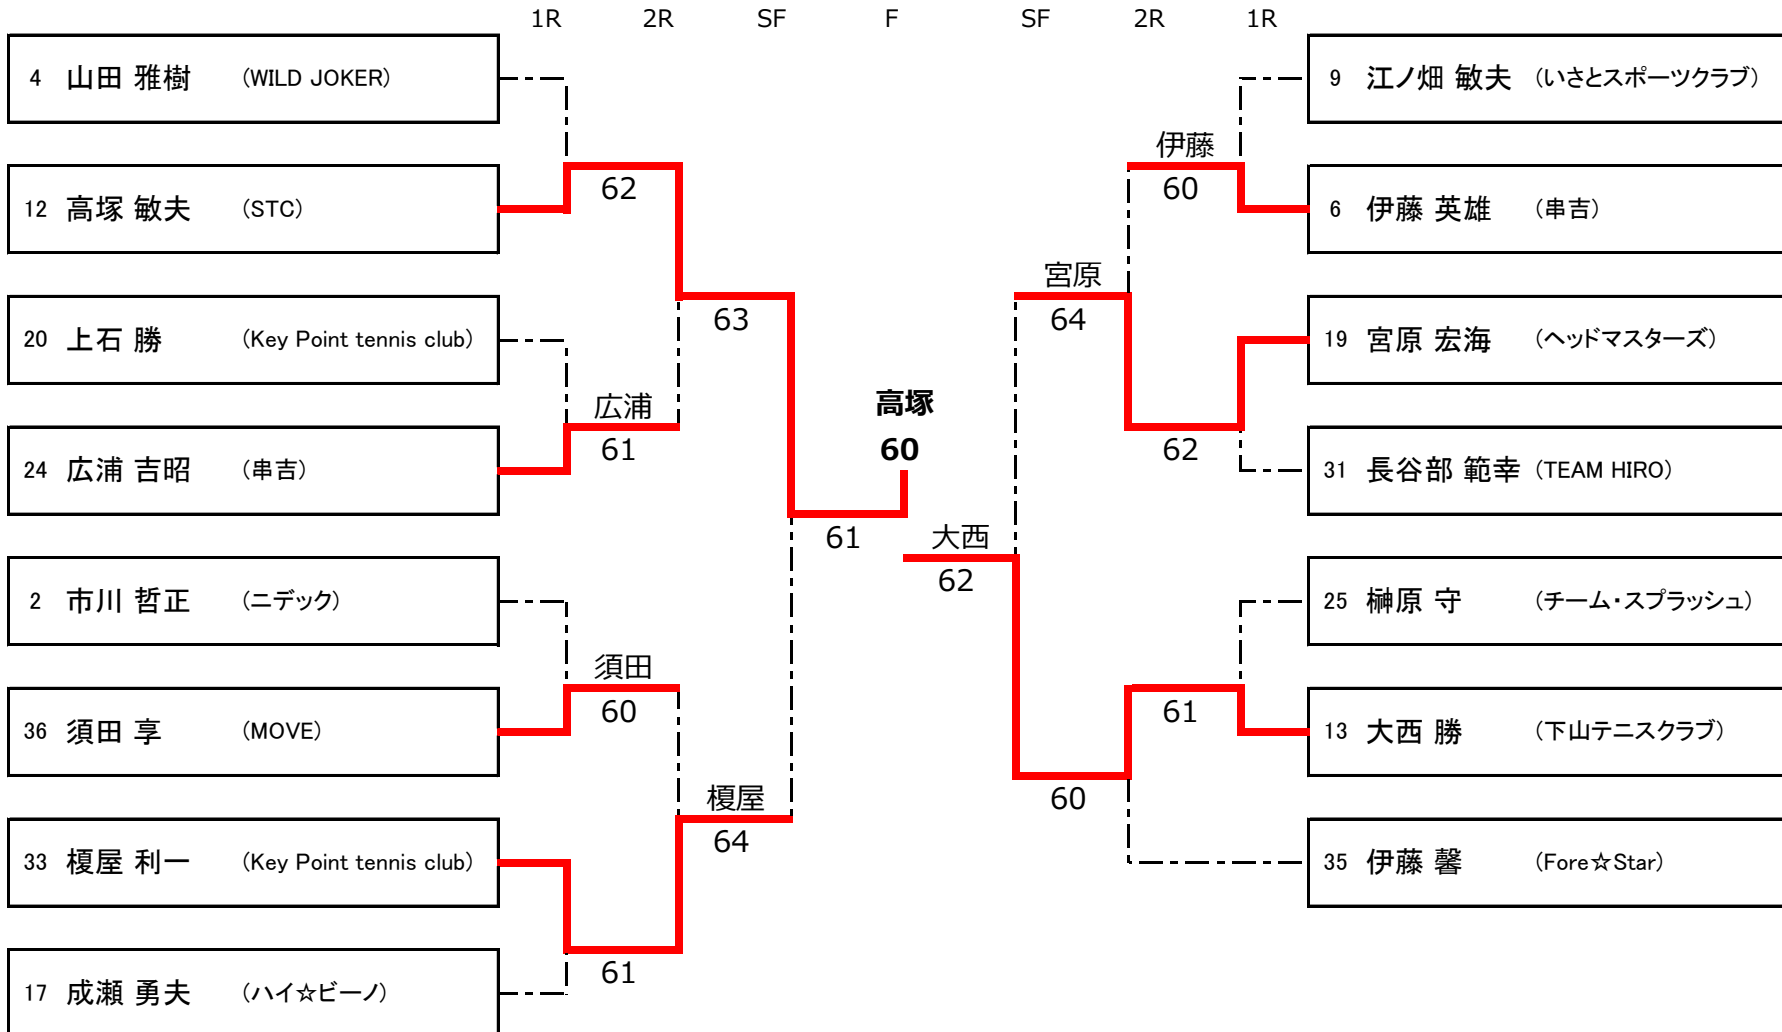 1R 2R SF F SF 2R 1R
4 山田 雅樹 (WILD JOKER)
12 高塚 敏夫 (STC)
62
20 上石 勝 (Key Point tennis club)
63
24 広浦 吉昭 (串吉)
広浦
61
2 市川 哲正 (ニデック)
36 須田 享 (MOVE)
須田
60
33 榎屋 利一 (Key Point tennis club)
榎屋
64
17 成瀬 勇夫 (ハイ☆ビーノ)
61
高塚
60
61
大西
62
9 江ノ畑 敏夫 (いさとスポーツクラブ)
伊藤
60
6 伊藤 英雄 (串吉)
宮原
64
19 宮原 宏海 (ヘッドマスターズ)
62
31 長谷部 範幸 (TEAM HIRO)
25 榊原 守 (チーム・スプラッシュ)
61
13 大西 勝 (下山テニスクラブ)
60
35 伊藤 馨 (Fore☆Star)